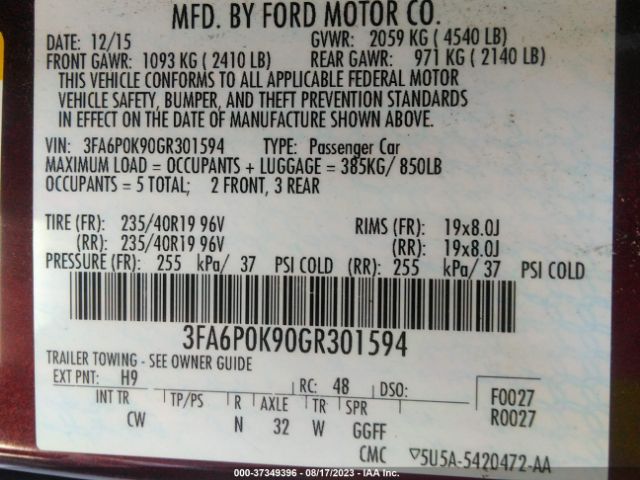 MFD. BY FORD MOTOR CO.
DATE: 12/15 GVWR: 2059 KG ( 4540 LB)
FRONT GAWR: 1093 KG ( 2410 LB) REAR GAWR: 971 KG ( 2140 LB)
THIS VEHICLE CONFORMS TO ALL APPLICABLE FEDERAL MOTOR
VEHICLE SAFETY, BUMPER, AND THEFT PREVENTION STANDARDS
IN EFFECT ON THE DATE OF MANUFACTURE SHOWN ABOVE.
VIN: 3FA6P0K90GR301594 TYPE: Passenger Car
MAXIMUM LOAD = OCCUPANTS + LUGGAGE = 385KG/ 850LB
OCCUPANTS = 5 TOTAL; 2 FRONT, 3 REAR
TIRE (FR): 235/40R19 96V RIMS (FR): 19x8.0J
(RR): 235/40R19 96V (RR): 19x8.0J
PRESSURE (FR): 255 kPa/ 37 PSI COLD (RR): 255 kPa/ 37 PSI COLD
3FA6P0K90GR301594
TRAILER TOWING - SEE OWNER GUIDE
EXT PNT: H9 RC: 48 DSO: F0027
INT TR TP/PS R AXLE TR SPR R0027
CW N 32 W GGFF
CMC ▽5U5A-5420472-AA
000-37349396 - 08/17/2023 - IAA Inc.